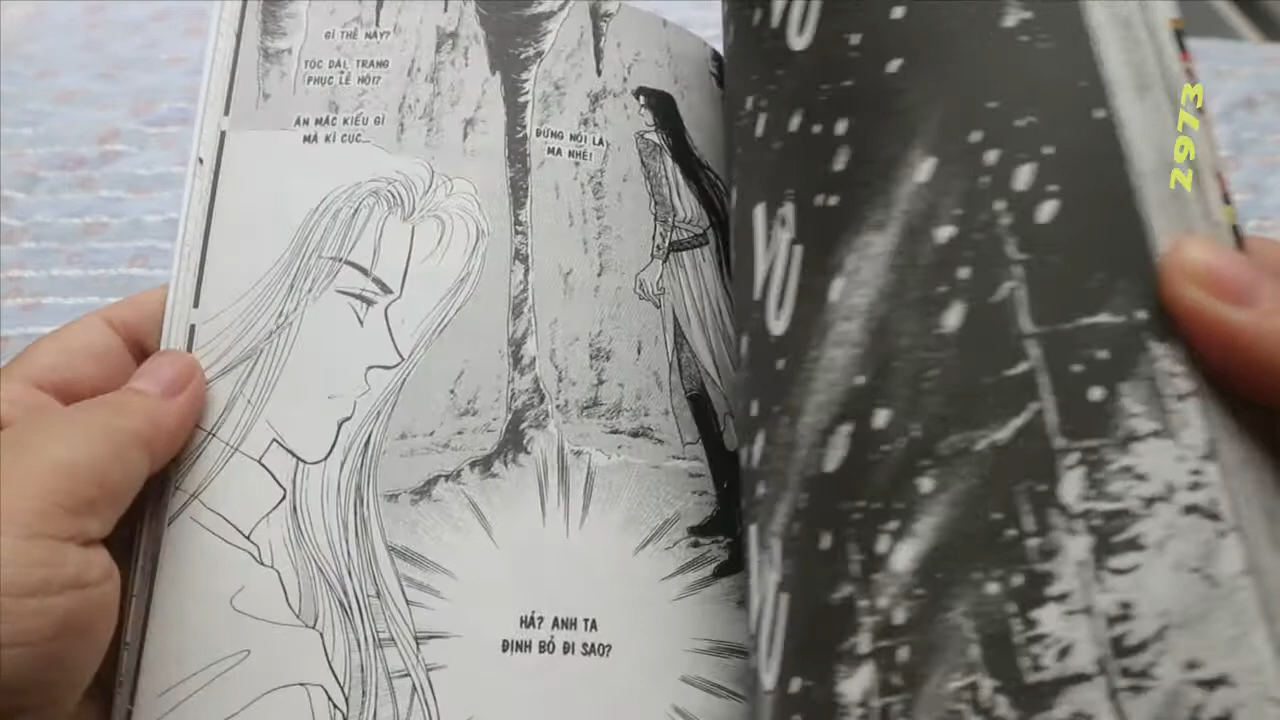 GÌ THẾ NÀY?
TÓC DÀI, TRANG
PHỤC LỄ HỘI?
ĂN MẶC KIỂU GÌ
MÀ KÌ CỤC...
ĐỪNG NÓI LÀ
MA NHÉ!
HẢ? ANH TA
ĐỊNH BỎ ĐI SAO?
VÙ
VÙ
VÙ
2973